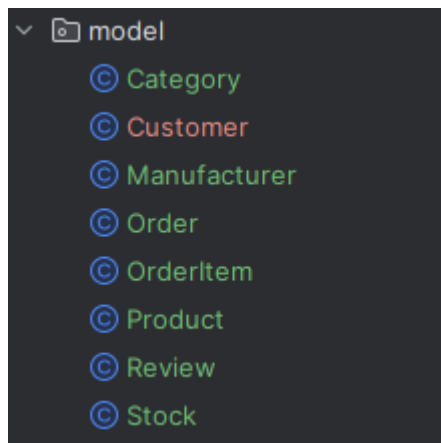 model
© Category
© Customer
© Manufacturer
© Order
© OrderItem
© Product
© Review
© Stock